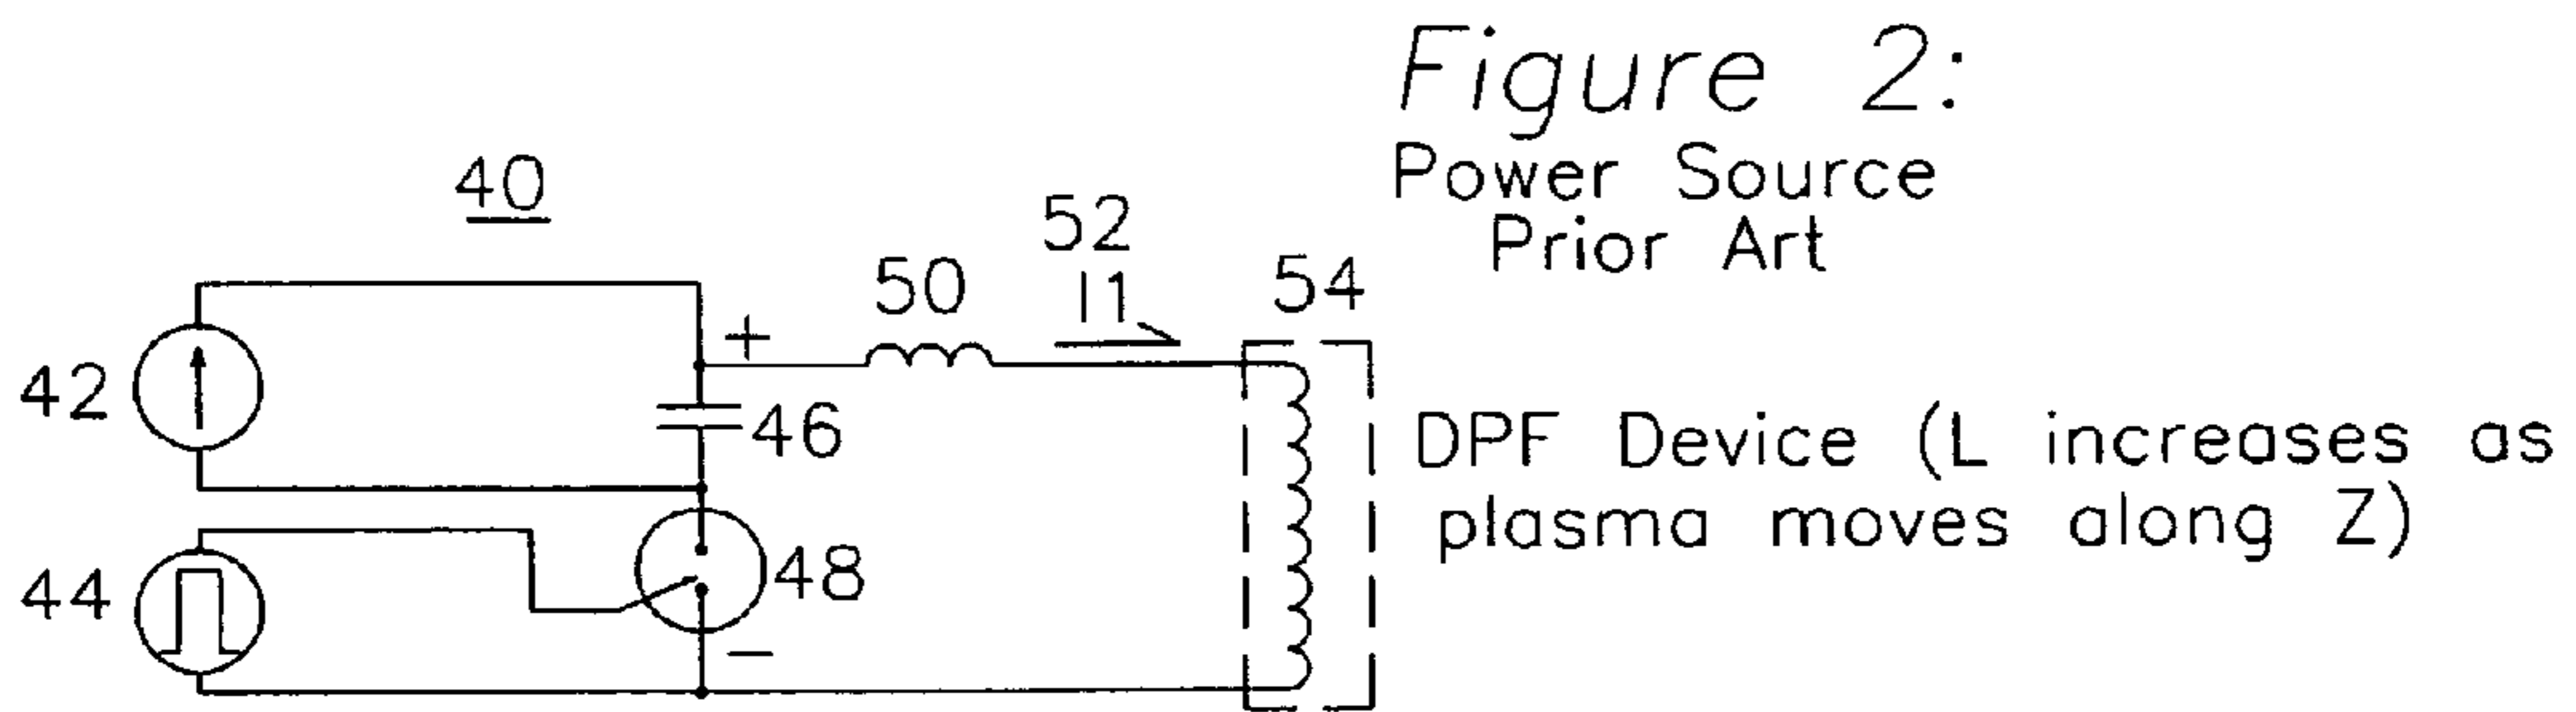 Figure 2:
Power Source
Prior Art
40
52
I1
50
54
+
42
46
DPF Device (L increases as
plasma moves along Z)
44
48
−